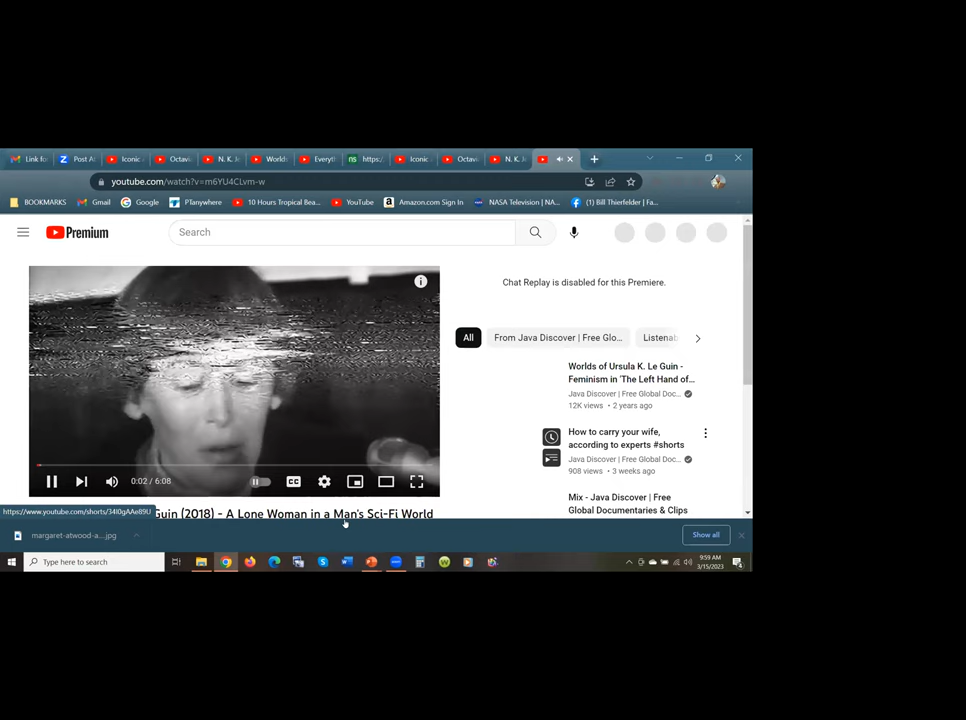 Link for
Post A
Iconic
Octavi
N. K. Je
Worlds
Everyt
https:
Iconic
Octav
N. K. Je
youtube.com/watch?v=m6YU4CLvm-w
BOOKMARKS
Gmail
Google
PTanywhere
10 Hours Tropical Bea...
YouTube
Amazon.com Sign In
NASA Television | NA...
(1) Bill Thierfelder | Fa...
Premium
Search
Chat Replay is disabled for this Premiere.
All
From Java Discover | Free Glo...
Listenab
Worlds of Ursula K. Le Guin -
Feminism in 'The Left Hand of...
Java Discover | Free Global Doc...
12K views • 2 years ago
How to carry your wife,
according to experts #shorts
Java Discover | Free Global Doc...
908 views • 3 weeks ago
Mix - Java Discover | Free
Global Documentaries & Clips
0:02 / 6:08
CC
https://www.youtube.com/shorts/34I0gAAe89U
Guin (2018) - A Lone Woman in a Man's Sci-Fi World
margaret-atwood-a....jpg
Show all
Type here to search
9:59 AM
3/15/2023